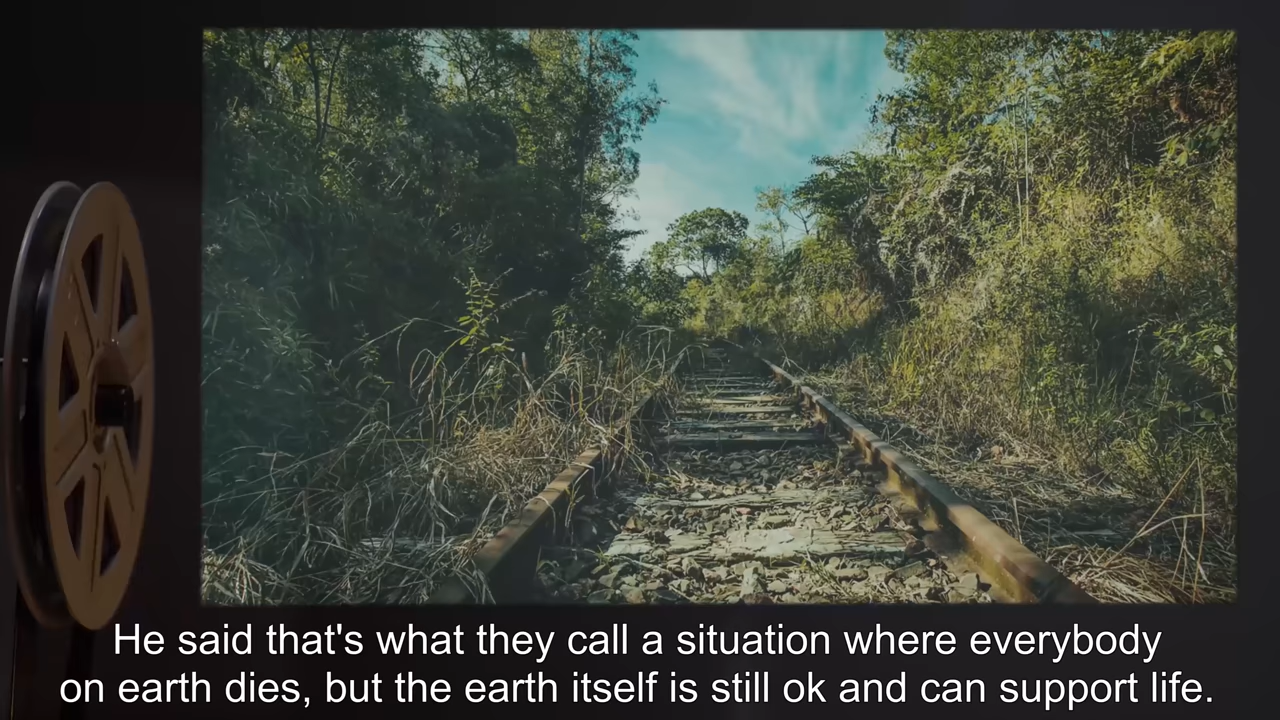 He said that's what they call a situation where everybody
on earth dies, but the earth itself is still ok and can support life.